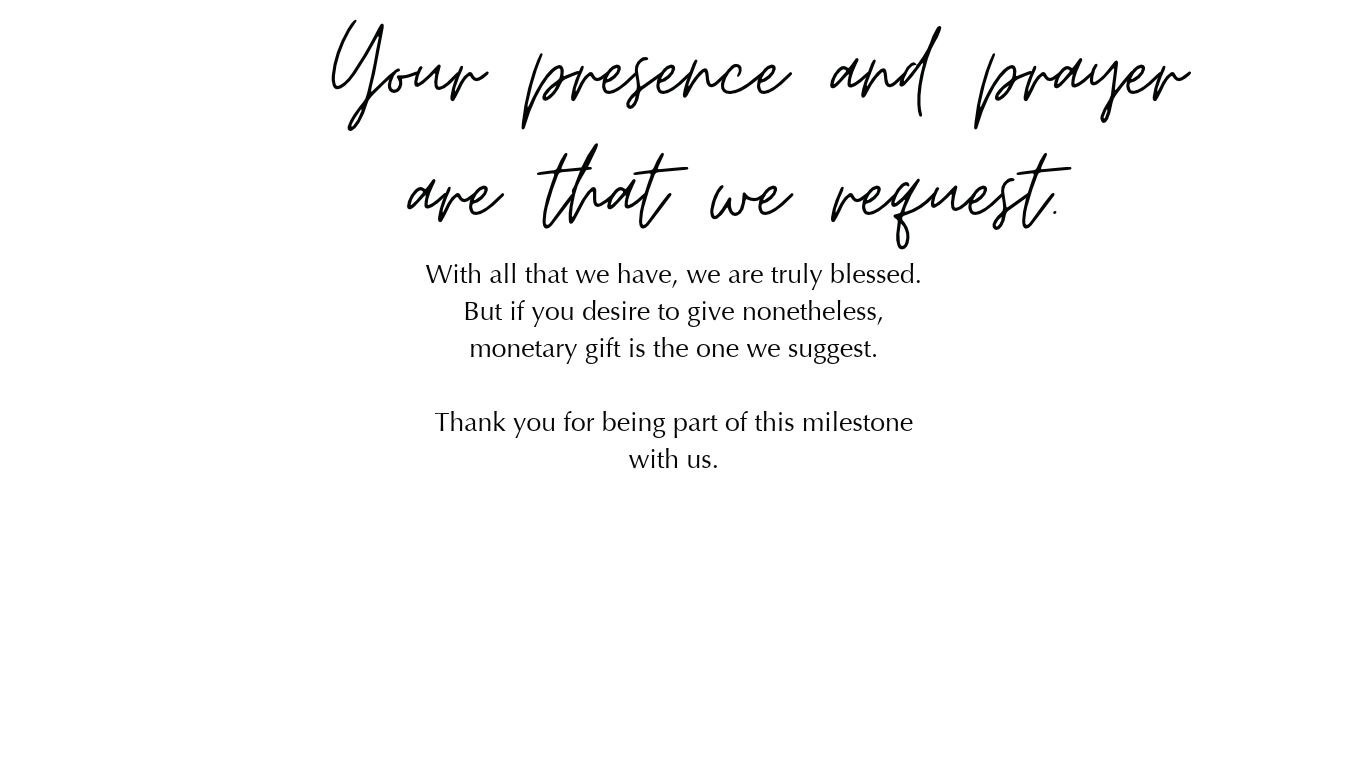 Your presence and prayer
are that we request.
With all that we have, we are truly blessed.
But if you desire to give nonetheless,
monetary gift is the one we suggest.
Thank you for being part of this milestone
with us.